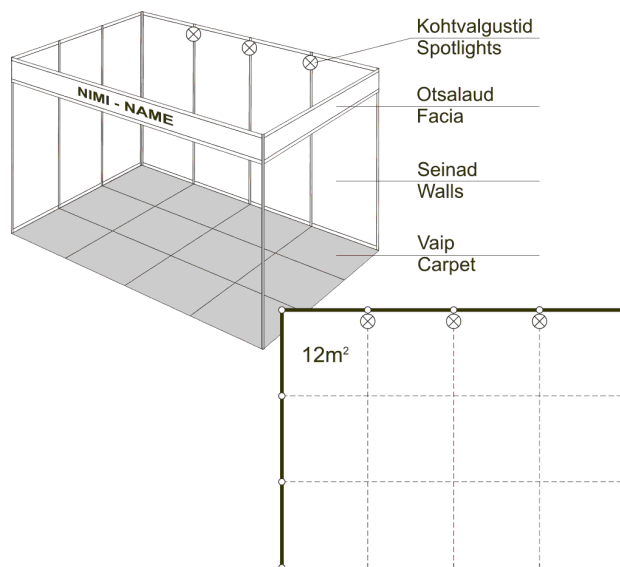 Kohtvalgustid
Spotlights
Otsalaud
Facia
NIMI - NAME
Seinad
Walls
Vaip
Carpet
12m²